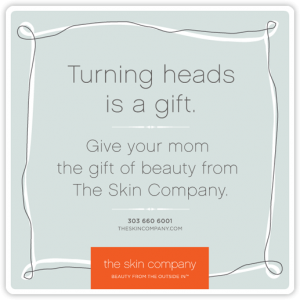 Turning heads
is a gift.
Give your mom
the gift of beauty from
The Skin Company.
303 660 6001
THESKINCOMPANY.COM
the skin company
BEAUTY FROM THE OUTSIDE IN™